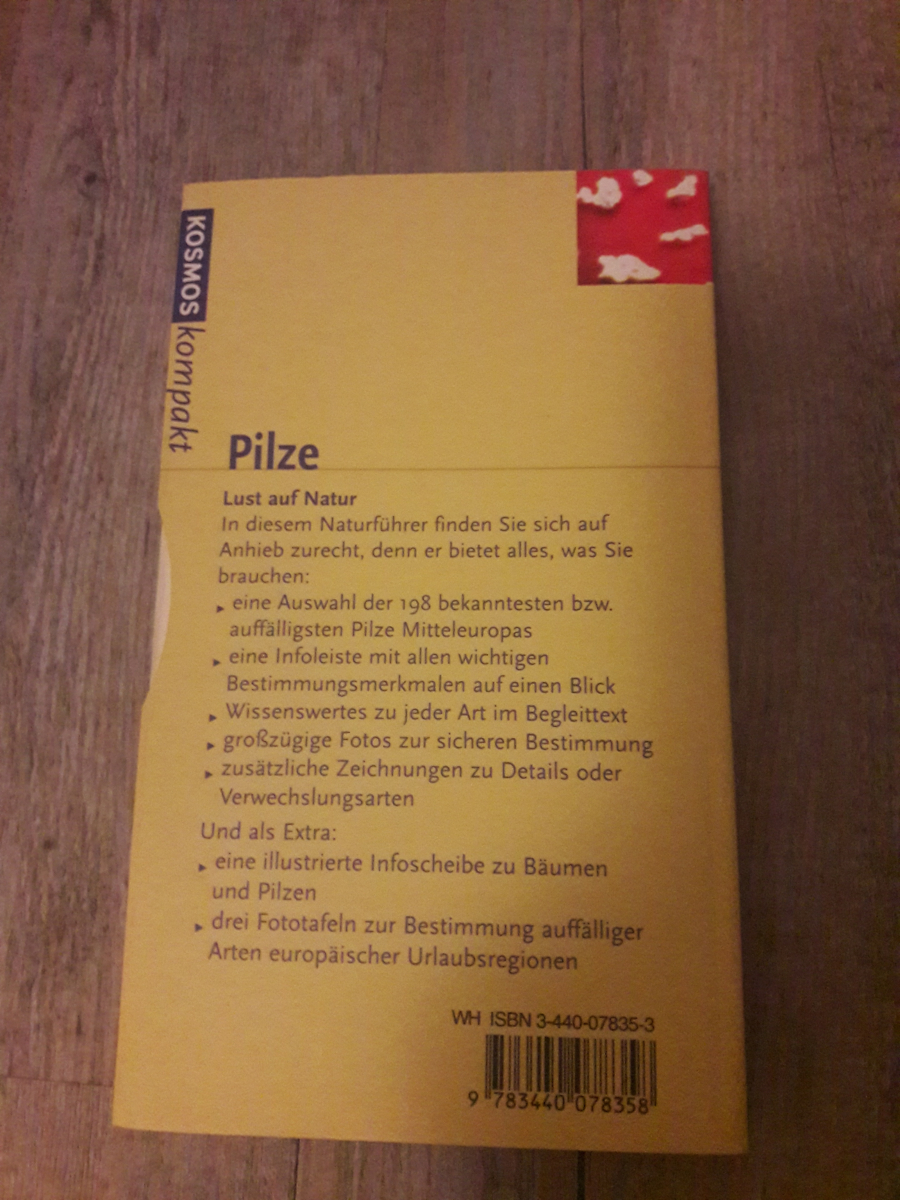 KOSMOS kompakt
Pilze
Lust auf Natur
In diesem Naturführer finden Sie sich auf
Anhieb zurecht, denn er bietet alles, was Sie
brauchen:
▸ eine Auswahl der 198 bekanntesten bzw.
auffälligsten Pilze Mitteleuropas
▸ eine Infoleiste mit allen wichtigen
Bestimmungsmerkmalen auf einen Blick
▸ Wissenswertes zu jeder Art im Begleittext
▸ großzügige Fotos zur sicheren Bestimmung
▸ zusätzliche Zeichnungen zu Details oder
Verwechslungsarten
Und als Extra:
▸ eine illustrierte Infoscheibe zu Bäumen
und Pilzen
▸ drei Fototafeln zur Bestimmung auffälliger
Arten europäischer Urlaubsregionen
WH ISBN 3-440-07835-3
9 783440 078358